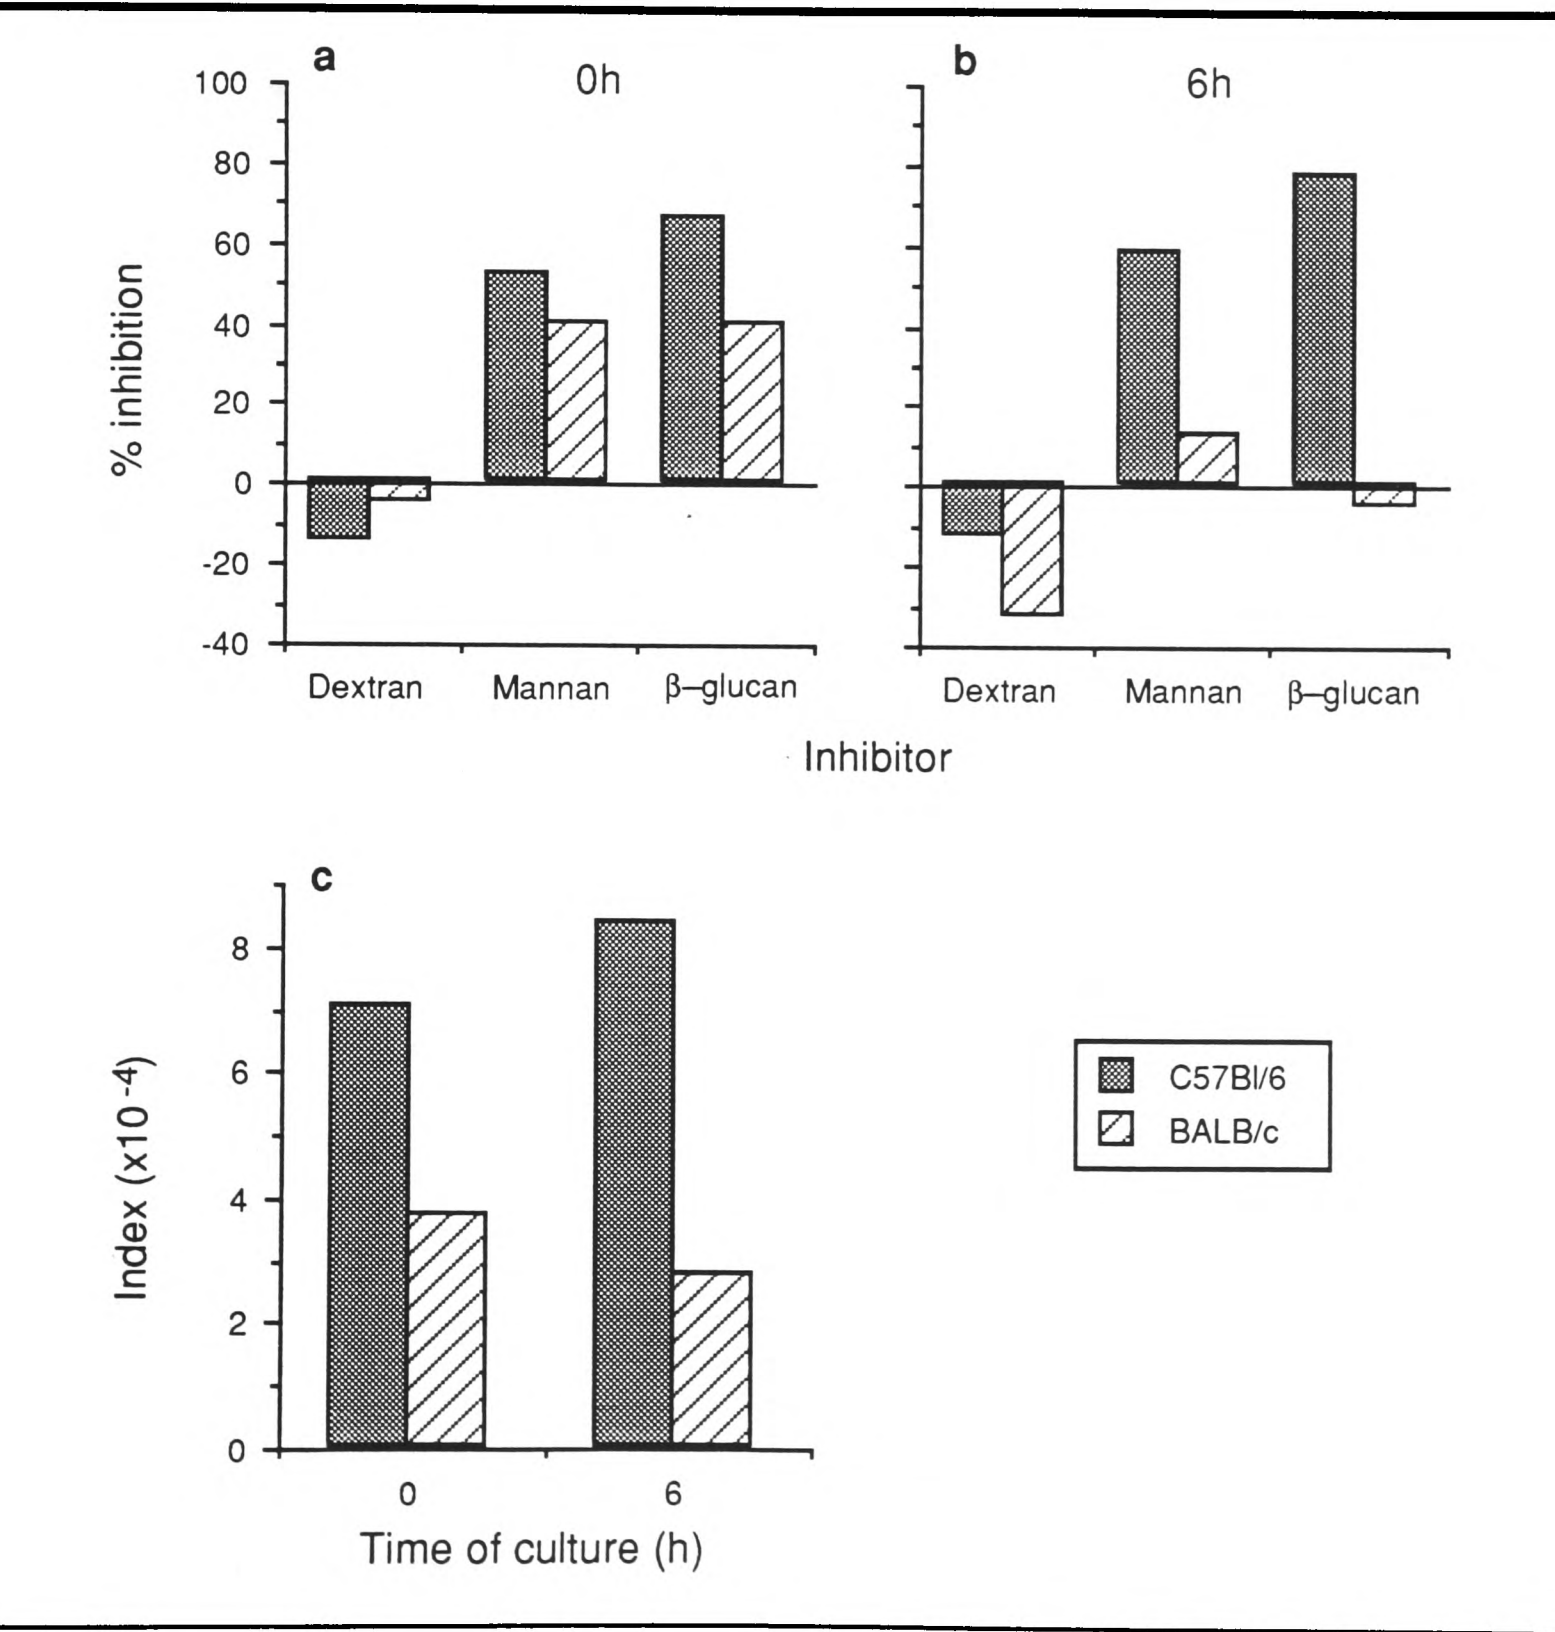 a
0h
100
80
60
40
20
0
-20
-40
% inhibition
Dextran Mannan β–glucan
b
6h
Dextran Mannan β–glucan
Inhibitor
c
8
6
4
2
0
Index (x10-4)
0 6
Time of culture (h)
C57Bl/6
BALB/c